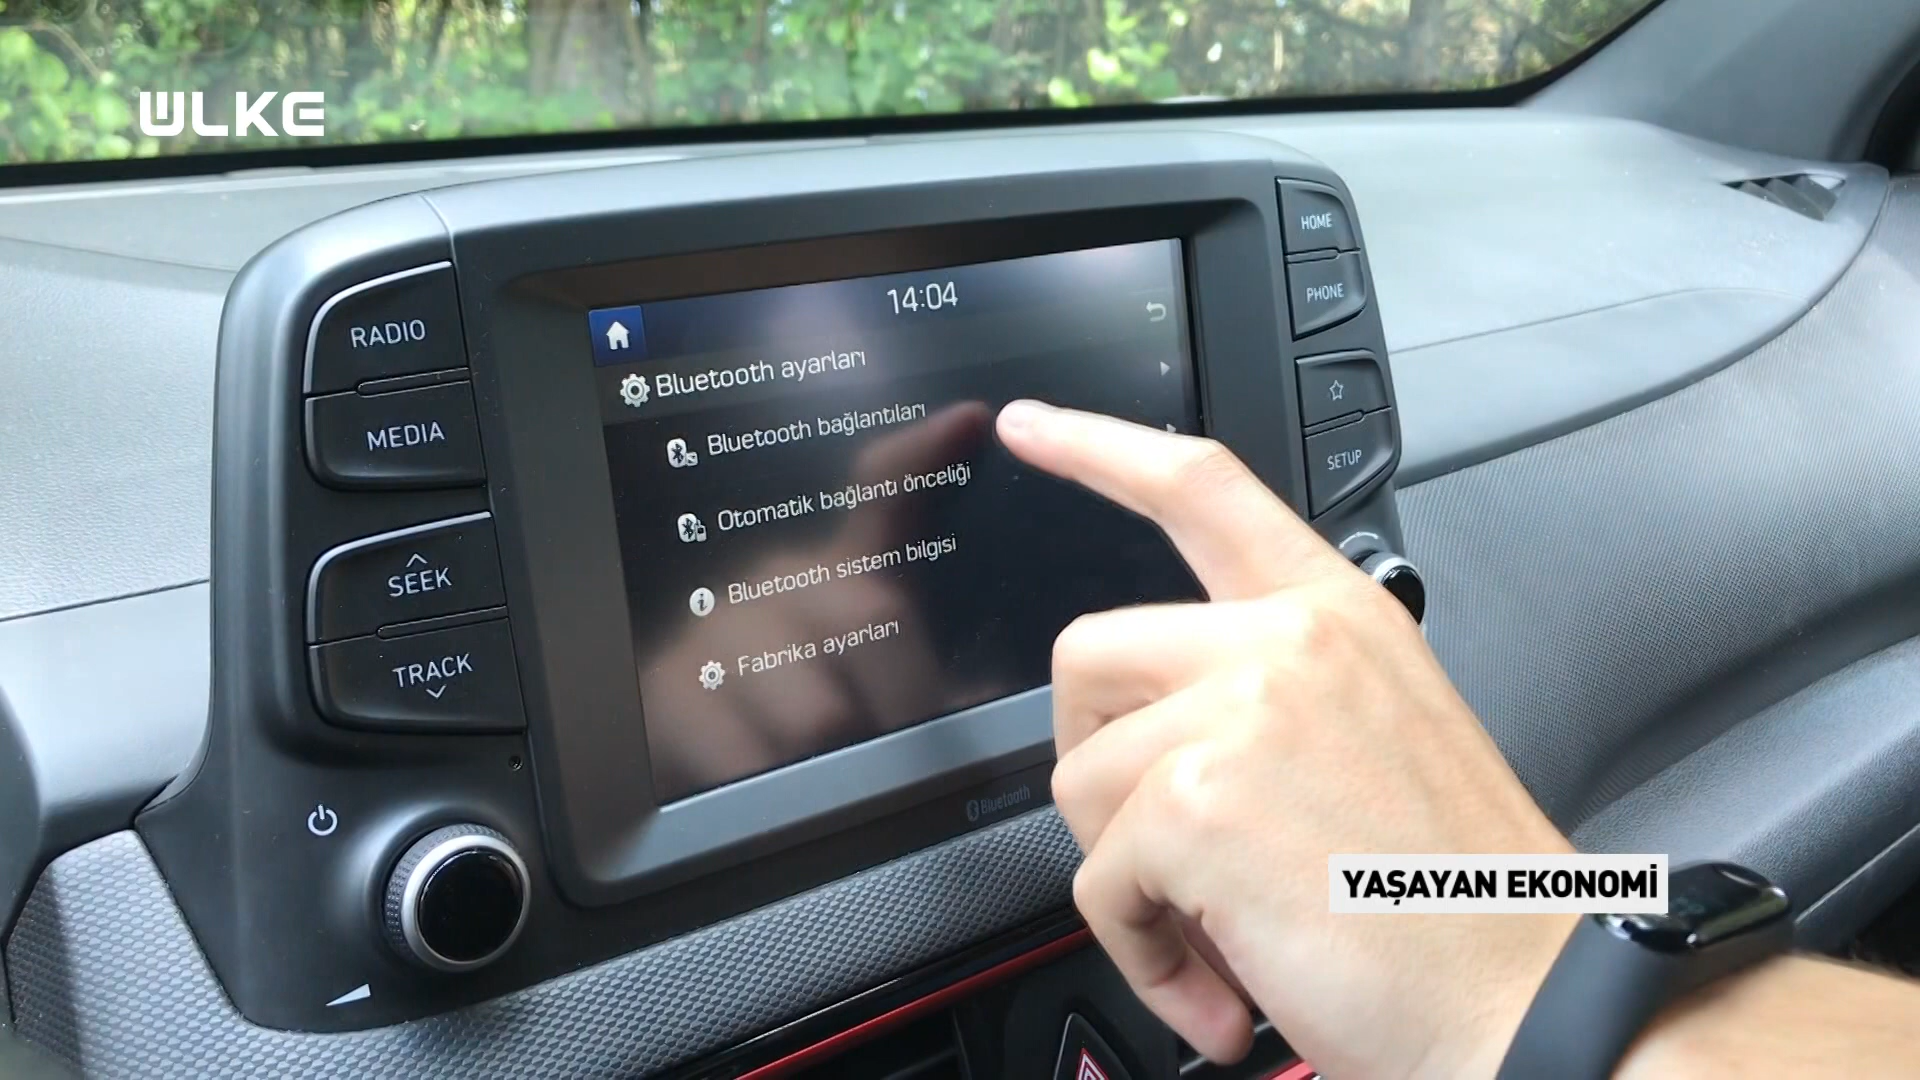 ÜLKE
HOME
PHONE
RADIO
14:04
Bluetooth ayarları
Bluetooth bağlantıları
MEDIA
SETUP
Otomatik bağlantı önceliği
SEEK
Bluetooth sistem bilgisi
TRACK
Fabrika ayarları
Bluetooth
YAŞAYAN EKONOMİ